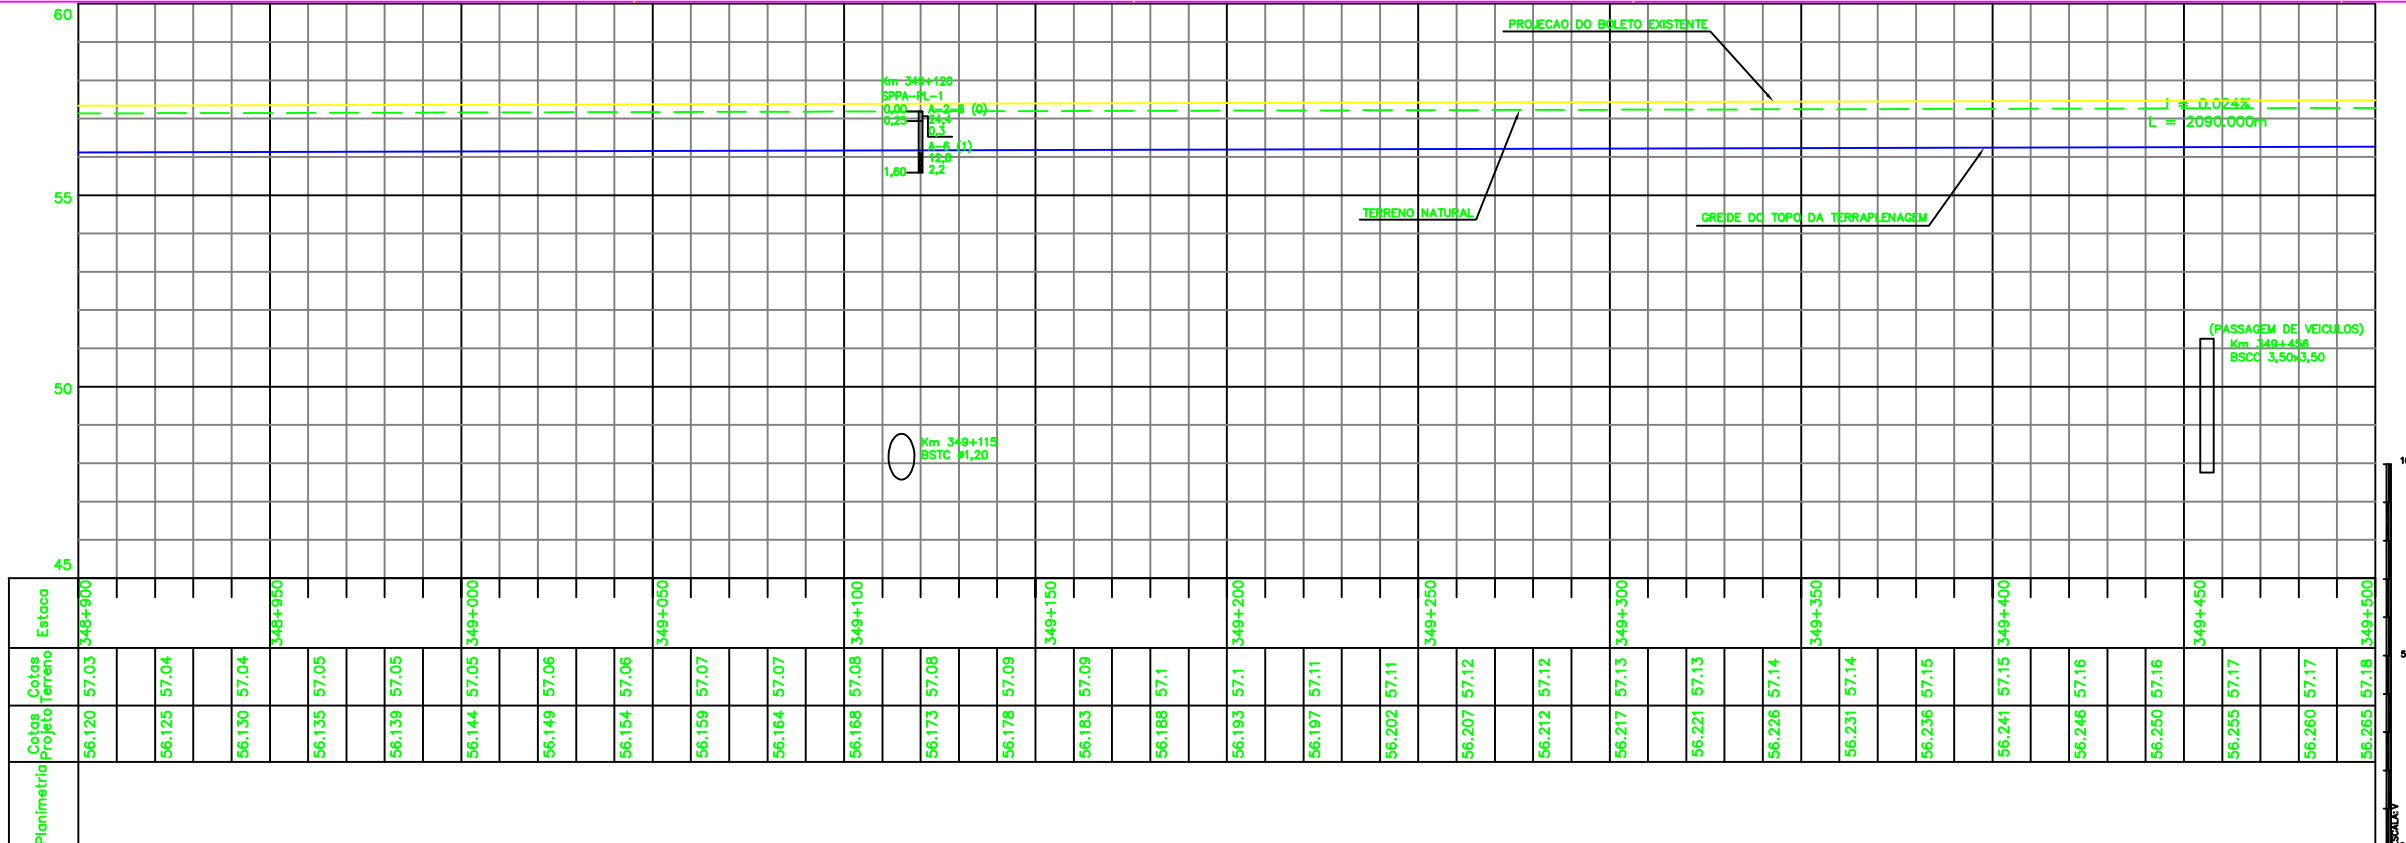 60
PROJECAO DO BOLETO EXISTENTE
Km 349+120
SPPA-PL-1
0.00 A-2-6 (0)
0,25 24,4
0,3
A-6 (1)
12,8
1,60 2,2
I = 0.024%
L = 2090.000m
55
TERRENO NATURAL
GREIDE DO TOPO DA TERRAPLENAGEM
(PASSAGEM DE VEICULOS)
Km 349+456
BSCC 3,50x3,50
50
Km 349+115
BSTC ø1,20
45
Estaca 348+900 348+950 349+000 349+050 349+100 349+150 349+200 349+250 349+300 349+350 349+400 349+450 349+500
Cotas Terreno 57.03 57.04 57.04 57.05 57.05 57.05 57.06 57.06 57.07 57.07 57.08 57.08 57.09 57.09 57.1 57.1 57.11 57.11 57.12 57.12 57.13 57.13 57.14 57.14 57.15 57.15 57.16 57.16 57.17 57.17 57.18
Cotas Projeto 56.120 56.125 56.130 56.135 56.139 56.144 56.149 56.154 56.159 56.164 56.168 56.173 56.178 56.183 56.188 56.193 56.197 56.202 56.207 56.212 56.217 56.221 56.226 56.231 56.236 56.241 56.246 56.250 56.255 56.260 56.265
Planimetria
5